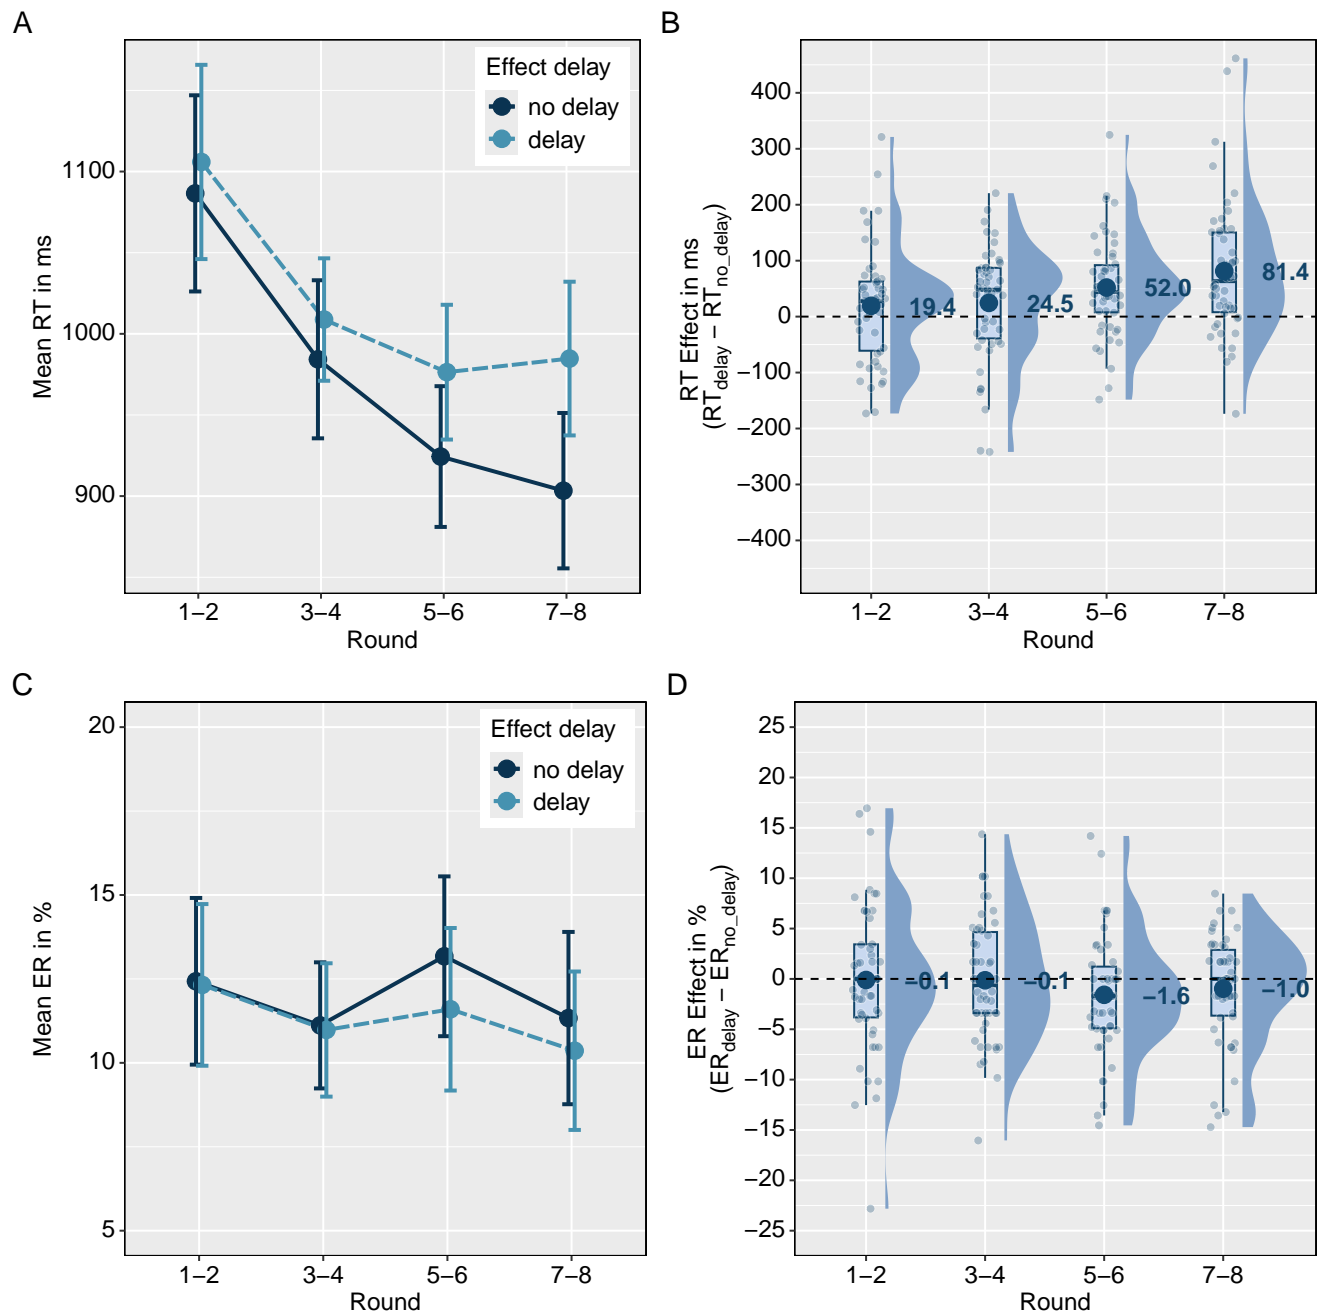 A
Effect delay
no delay
delay
1100
1000
900
Mean RT in ms
1–2 3–4 5–6 7–8
Round
B
400
300
200
100
0
−100
−200
−300
−400
RT Effect in ms
(RTdelay − RTno_delay)
19.4
24.5
52.0
81.4
1–2 3–4 5–6 7–8
Round
C
Effect delay
no delay
delay
20
15
10
5
Mean ER in %
1–2 3–4 5–6 7–8
Round
D
25
20
15
10
5
0
−5
−10
−15
−20
−25
ER Effect in %
(ERdelay − ERno_delay)
−0.1
−0.1
−1.6
−1.0
1–2 3–4 5–6 7–8
Round